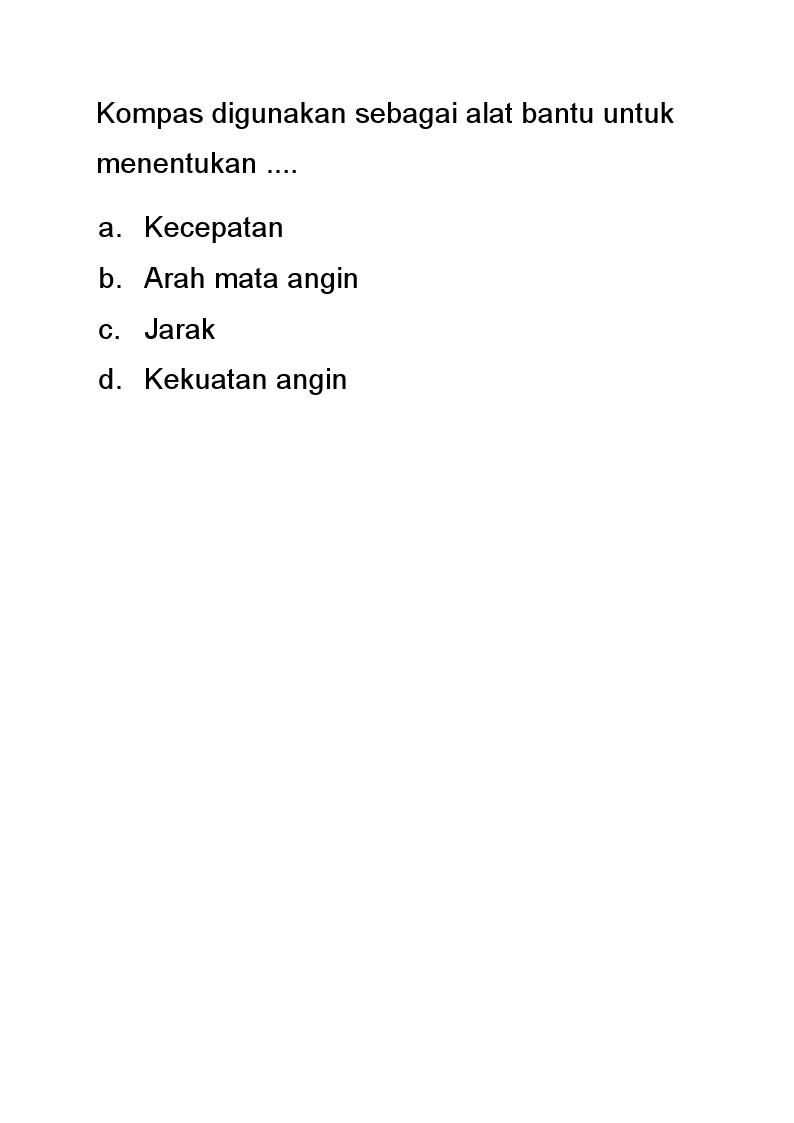 Kompas digunakan sebagai alat bantu untuk
menentukan ....
a. Kecepatan
b. Arah mata angin
c. Jarak
d. Kekuatan angin